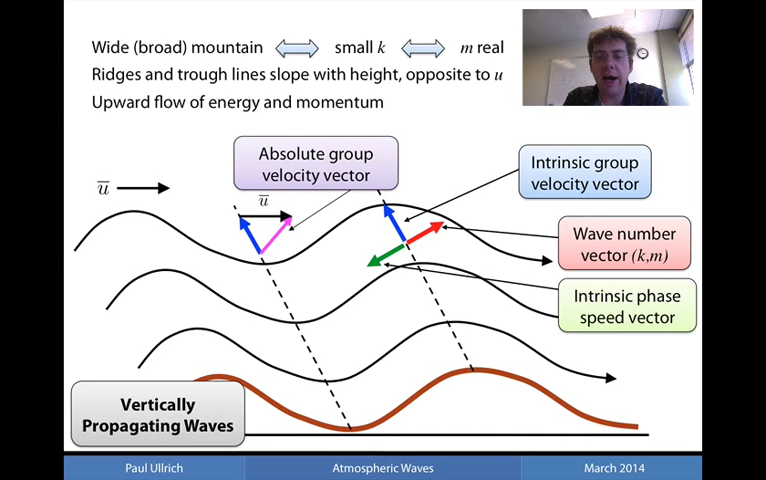 Wide (broad) mountain small k m real
Ridges and trough lines slope with height, opposite to u
Upward flow of energy and momentum
Absolute group
velocity vector
Intrinsic group
velocity vector
u̅
u̅
Wave number
vector (k,m)
Intrinsic phase
speed vector
Vertically
Propagating Waves
Paul Ullrich
Atmospheric Waves
March 2014